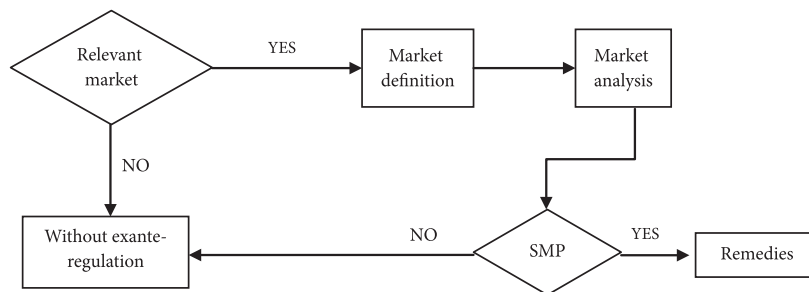 Relevant
market
YES
Market
definition
Market
analysis
NO
Without exante-
regulation
NO
SMP
YES
Remedies